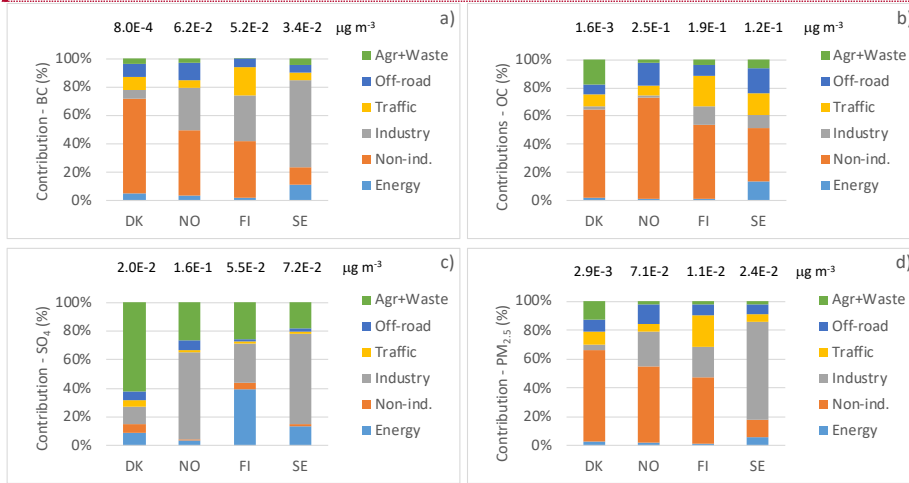 a)
8.0E-4 6.2E-2 5.2E-2 3.4E-2 µg m⁻³
Contribution - BC (%)
100%
80%
60%
40%
20%
0%
DK NO FI SE
Agr+Waste
Off-road
Traffic
Industry
Non-ind.
Energy
b)
1.6E-3 2.5E-1 1.9E-1 1.2E-1 µg m⁻³
Contributions - OC (%)
100%
80%
60%
40%
20%
0%
DK NO FI SE
Agr+Waste
Off-road
Traffic
Industry
Non-ind.
Energy
c)
2.0E-2 1.6E-1 5.5E-2 7.2E-2 µg m⁻³
Contribution - SO₄ (%)
100%
80%
60%
40%
20%
0%
DK NO FI SE
Agr+Waste
Off-road
Traffic
Industry
Non-ind.
Energy
d)
2.9E-3 7.1E-2 1.1E-2 2.4E-2 µg m⁻³
Contribution - PM₂.₅ (%)
100%
80%
60%
40%
20%
0%
DK NO FI SE
Agr+Waste
Off-road
Traffic
Industry
Non-ind.
Energy